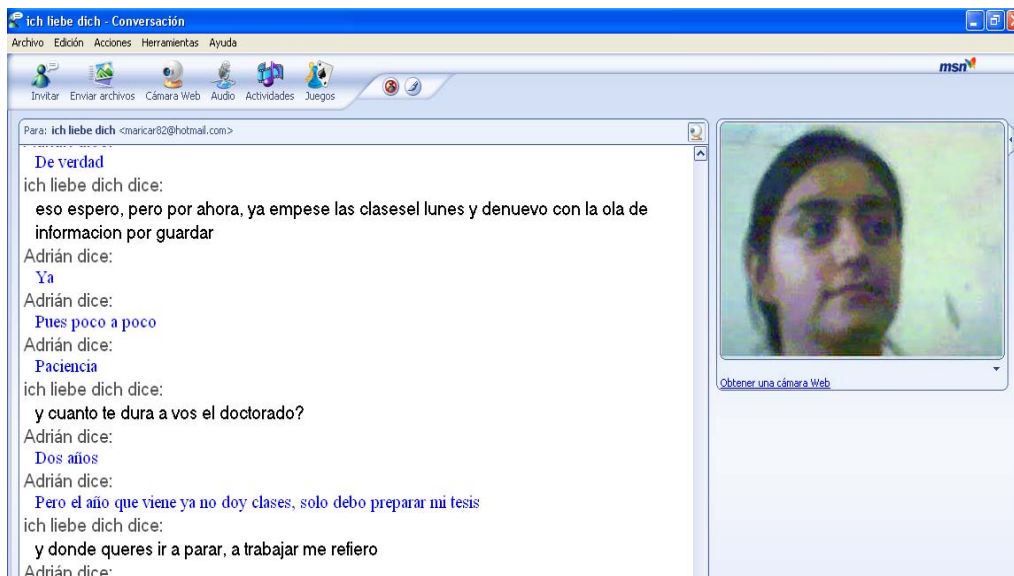 ich liebe dich - Conversación
Archivo Edición Acciones Herramientas Ayuda
msn
Invitar Enviar archivos Cámara Web Audio Actividades Juegos
Para: ich liebe dich <maricar82@hotmail.com>
Adrián dice:
De verdad
ich liebe dich dice:
eso espero, pero por ahora, ya empese las clasesel lunes y denuevo con la ola de
informacion por guardar
Adrián dice:
Ya
Adrián dice:
Pues poco a poco
Adrián dice:
Paciencia
ich liebe dich dice:
y cuanto te dura a vos el doctorado?
Adrián dice:
Dos años
Adrián dice:
Pero el año que viene ya no doy clases, solo debo preparar mi tesis
ich liebe dich dice:
y donde queres ir a parar, a trabajar me refiero
Adrián dice:
Obtener una cámara Web